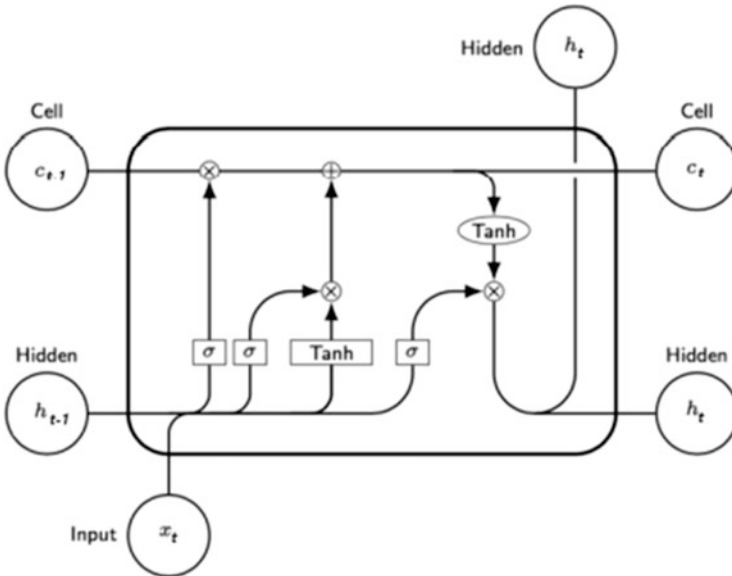 Hidden
h_t
Cell
Cell
c_{t-1}
c_t
⊗
⊕
Tanh
⊗
⊗
Hidden
σ
σ
Tanh
σ
Hidden
h_{t-1}
h_t
Input
x_t